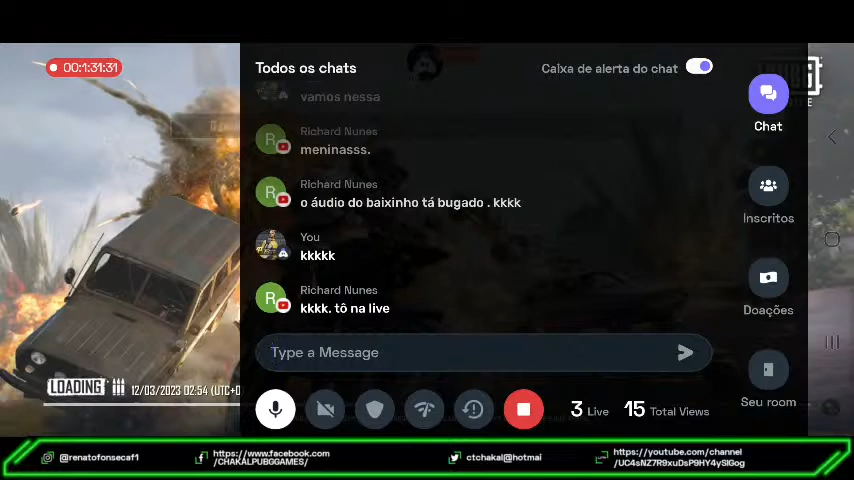 00:1:31:31
Todos os chats
Caixa de alerta do chat
vamos nessa
Richard Nunes
meninasss.
Chat
Richard Nunes
o áudio do baixinho tá bugado . kkkk
Inscritos
You
kkkkk
Richard Nunes
kkkk. tô na live
Doações
Type a Message
LOADING
12/03/2023 02:54 (UTC+0
3 Live
15 Total Views
Seu room
@renatofonsecaf1
https://www.facebook.com
/CHAKALPUBGGAMES/
ctchakal@hotmai
https://youtube.com/channel
/UC4sNZ7R9xuDsP9HY4ySlGog